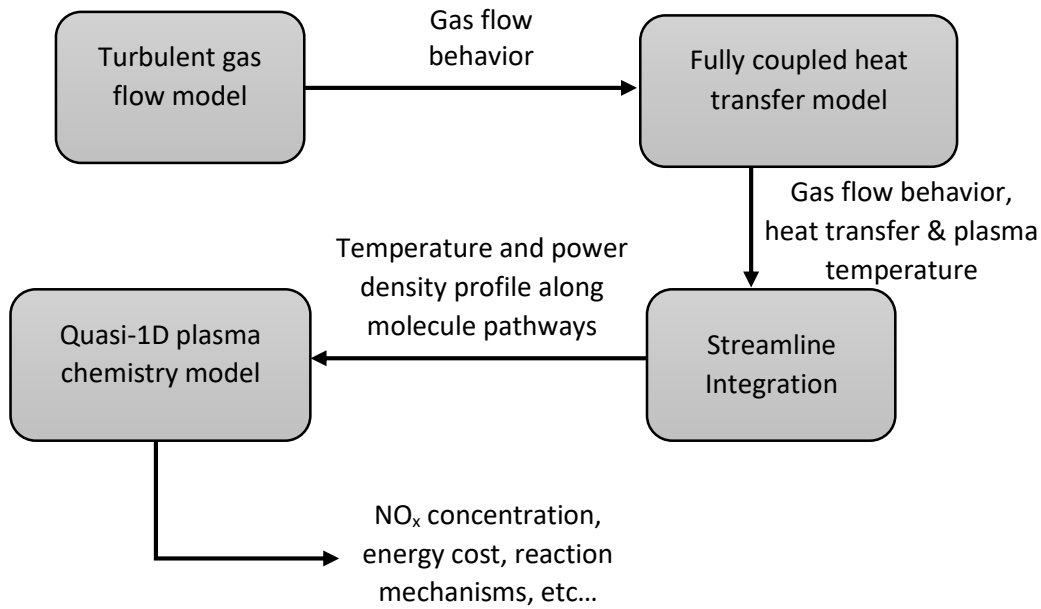 Turbulent gas
flow model
Gas flow
behavior
Fully coupled heat
transfer model
Gas flow behavior,
heat transfer & plasma
temperature
Streamline
Integration
Temperature and power
density profile along
molecule pathways
Quasi-1D plasma
chemistry model
NOₓ concentration,
energy cost, reaction
mechanisms, etc…